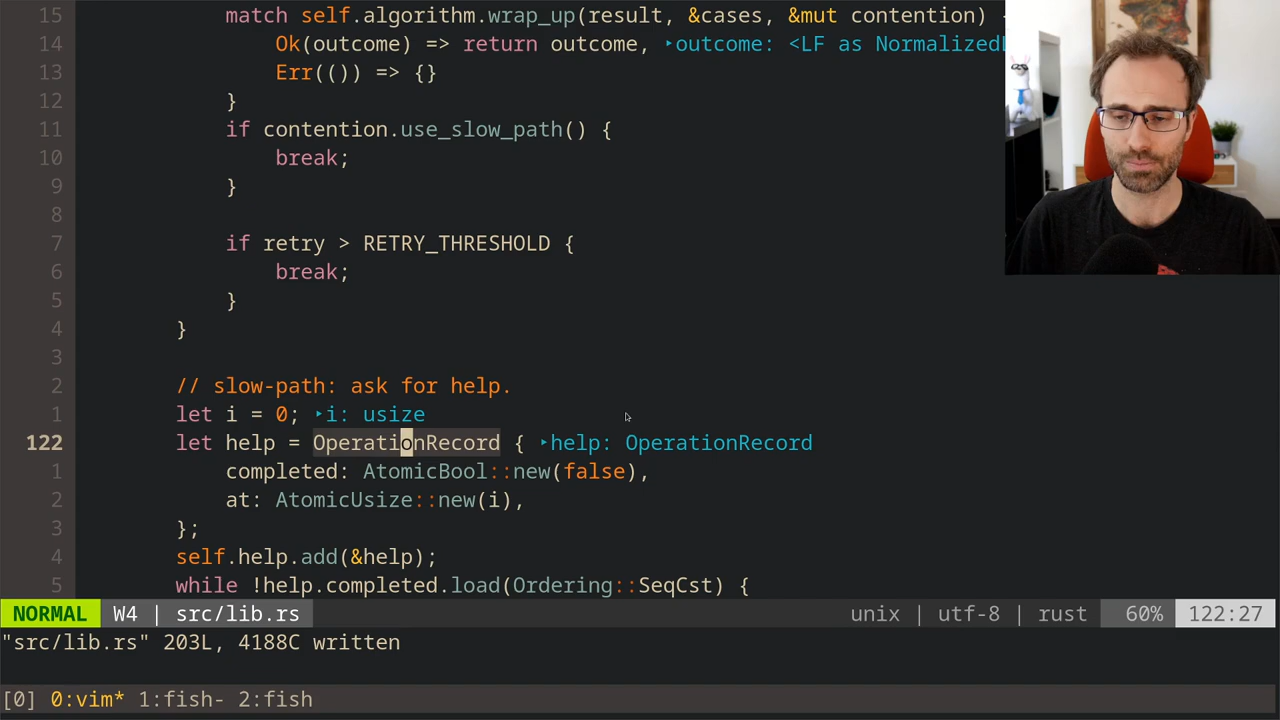 15 match self.algorithm.wrap_up(result, &cases, &mut contention) {
14 Ok(outcome) => return outcome, ‣outcome: <LF as Normalized
13 Err(()) => {}
12 }
11 if contention.use_slow_path() {
10 break;
9 }
8
7 if retry > RETRY_THRESHOLD {
6 break;
5 }
4 }
3
2 // slow-path: ask for help.
1 let i = 0; ‣i: usize
122 let help = OperationRecord { ‣help: OperationRecord
1 completed: AtomicBool::new(false),
2 at: AtomicUsize::new(i),
3 };
4 self.help.add(&help);
5 while !help.completed.load(Ordering::SeqCst) {
NORMAL W4 | src/lib.rs unix | utf-8 | rust 60% 122:27
"src/lib.rs" 203L, 4188C written
[0] 0:vim* 1:fish- 2:fish